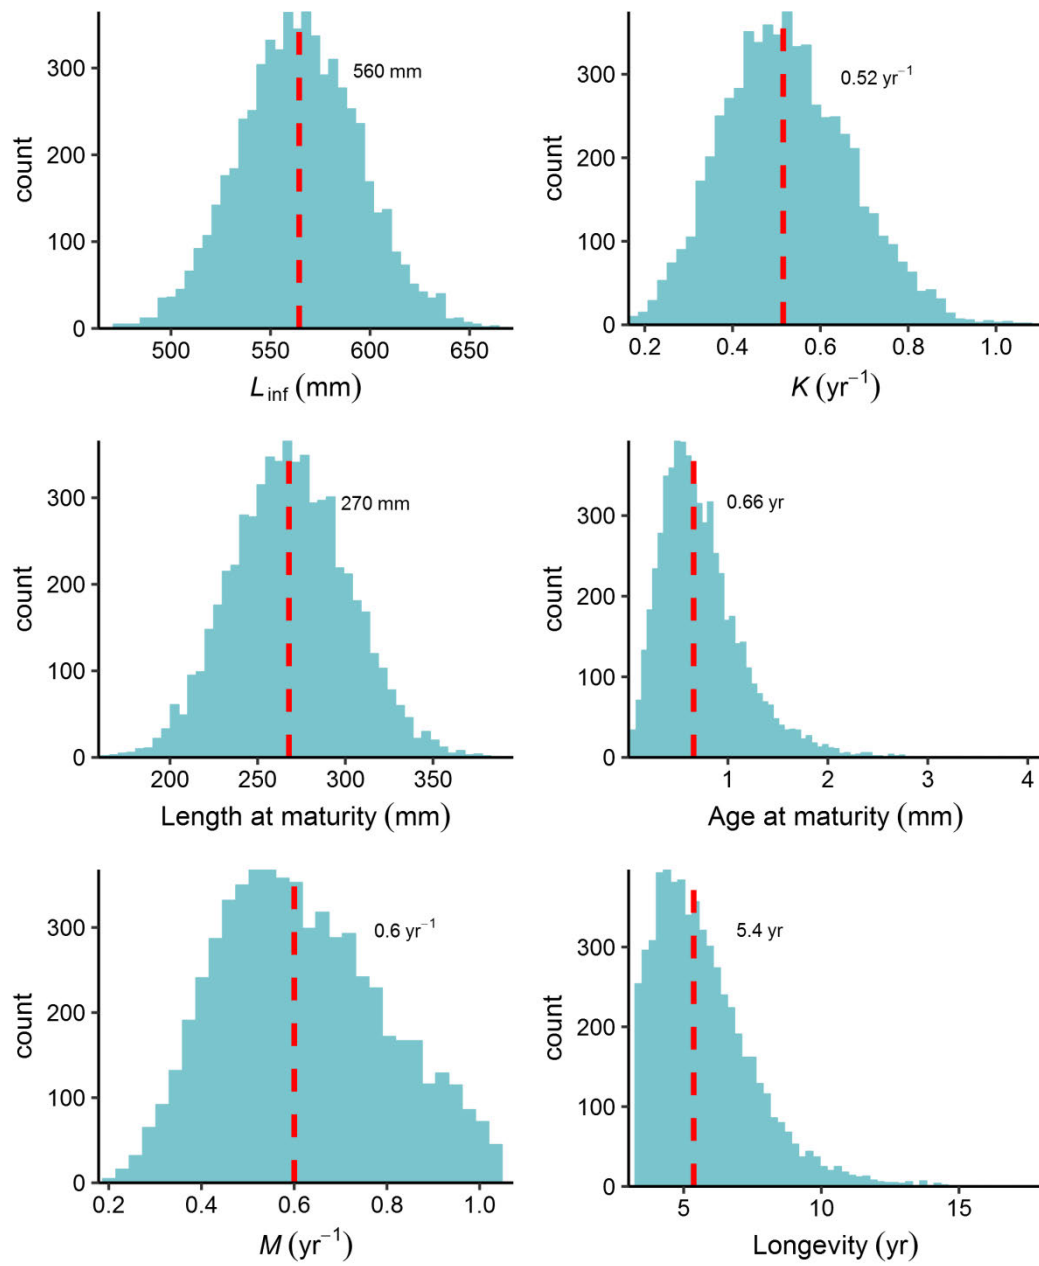 count
300
200
100
0
560 mm
500
550
600
650
L_inf (mm)
count
300
200
100
0
0.52 yr⁻¹
0.2
0.4
0.6
0.8
1.0
K (yr⁻¹)
count
300
200
100
0
270 mm
200
250
300
350
Length at maturity (mm)
count
300
200
100
0
0.66 yr
1
2
3
4
Age at maturity (mm)
count
300
200
100
0
0.6 yr⁻¹
0.2
0.4
0.6
0.8
1.0
M (yr⁻¹)
count
300
200
100
0
5.4 yr
5
10
15
Longevity (yr)